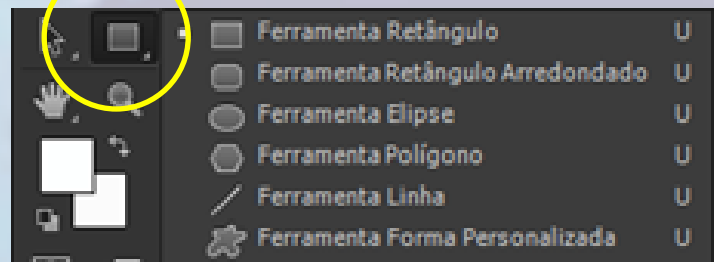 Ferramenta Retângulo U
Ferramenta Retângulo Arredondado U
Ferramenta Elipse U
Ferramenta Polígono U
Ferramenta Linha U
Ferramenta Forma Personalizada U